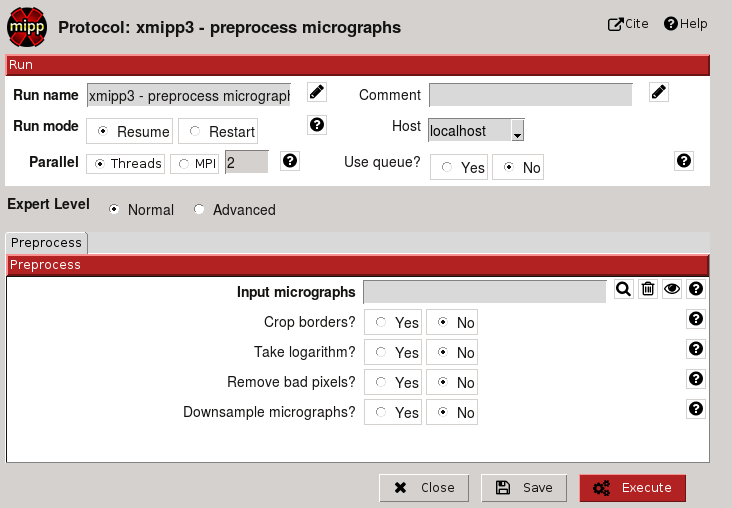 mipp Protocol: xmipp3 - preprocess micrographs Cite Help
Run
Run name xmipp3 - preprocess micrograph Comment
Run mode Resume Restart Host localhost
Parallel Threads MPI 2 Use queue? Yes No
Expert Level Normal Advanced
Preprocess
Preprocess
Input micrographs
Crop borders? Yes No
Take logarithm? Yes No
Remove bad pixels? Yes No
Downsample micrographs? Yes No
Close Save Execute